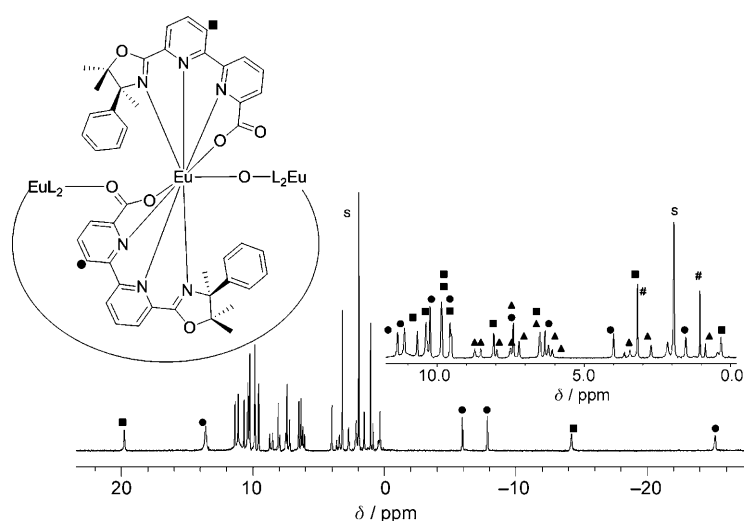 ■
O
N
N
N
O
O
EuL₂
O
O
Eu
O
L₂Eu
N
N
N
●
O
s
s
■
#
#
● ● ■ ■ ● ■ ■ ● ■ ▲ ▲ ■ ▲ ● ▲ ■ ▲ ● ▲ ▲ ● ▲ ▲ ● ▲ ■
10.0 5.0 0.0
δ / ppm
■ ● ● ● ■ ●
20 10 0 −10 −20
δ / ppm